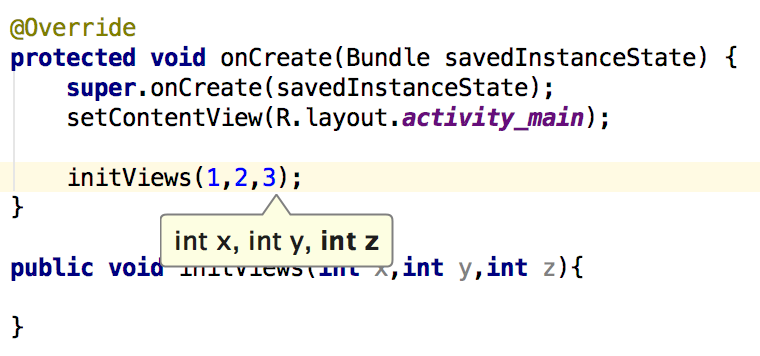 @Override
protected void onCreate(Bundle savedInstanceState) {
super.onCreate(savedInstanceState);
setContentView(R.layout.activity_main);
initViews(1,2,3);
}
int x, int y, int z
public void initViews(int x,int y,int z){
}